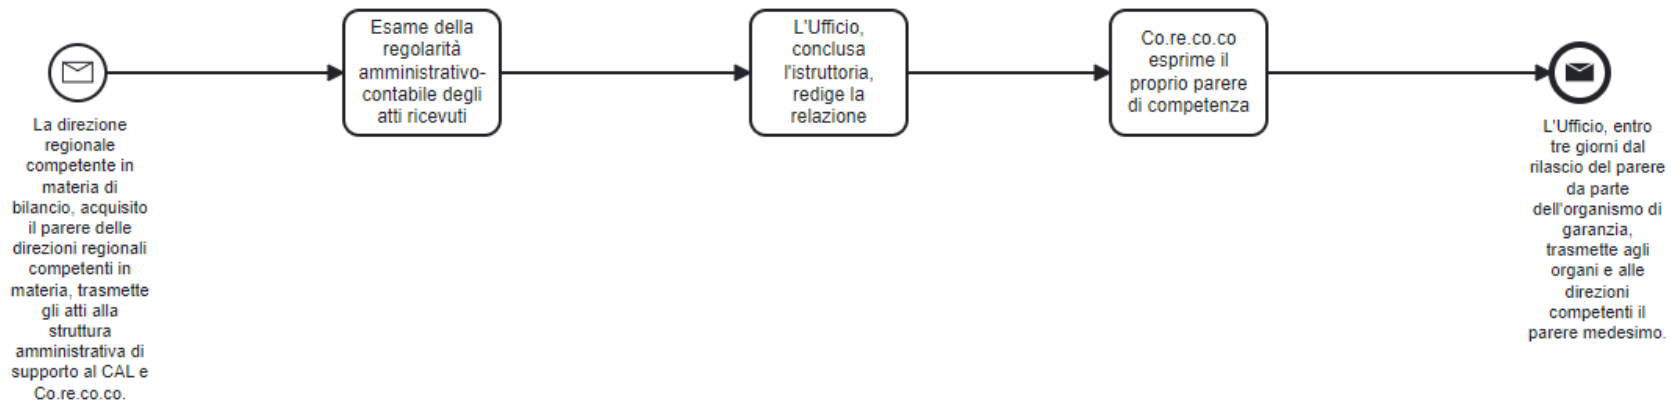 La direzione
regionale
competente in
materia di
bilancio, acquisito
il parere delle
direzioni regionali
competenti in
materia, trasmette
gli atti alla
struttura
amministrativa di
supporto al CAL e
Co.re.co.co.
Esame della
regolarità
amministrativo-
contabile degli
atti ricevuti
L'Ufficio,
conclusa
l'istruttoria,
redige la
relazione
Co.re.co.co
esprime il
proprio parere
di competenza
L'Ufficio, entro
tre giorni dal
rilascio del parere
da parte
dell'organismo di
garanzia,
trasmette agli
organi e alle
direzioni
competenti il
parere medesimo.